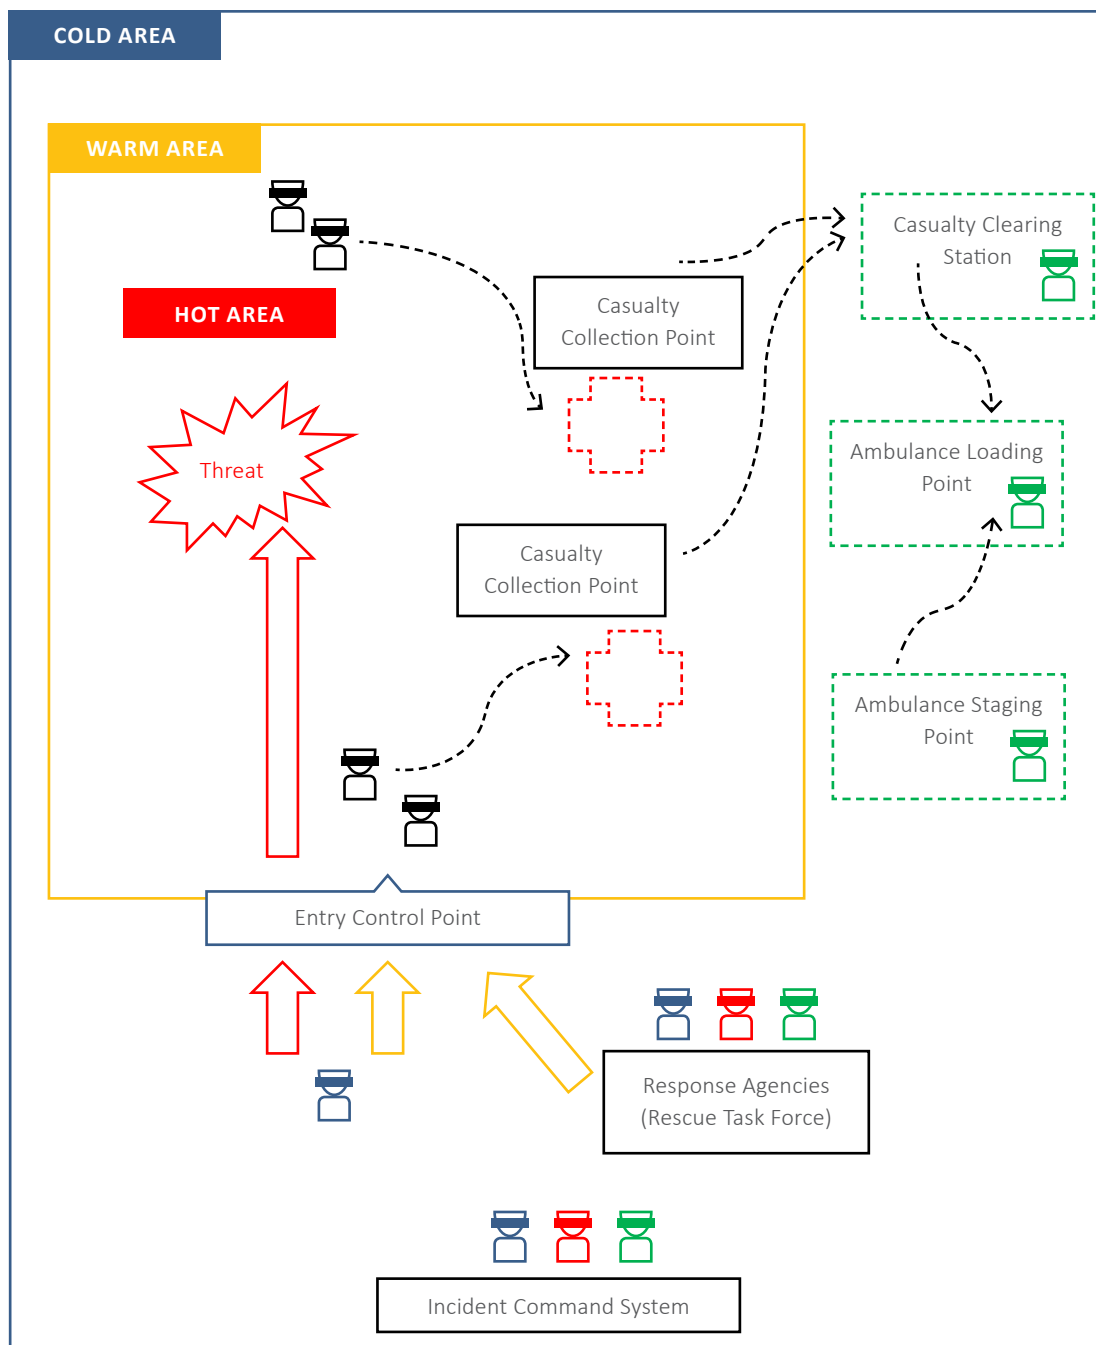 COLD AREA
WARM AREA
HOT AREA
Threat
Casualty
Collection Point
Casualty
Collection Point
Casualty Clearing
Station
Ambulance Loading
Point
Ambulance Staging
Point
Entry Control Point
Response Agencies
(Rescue Task Force)
Incident Command System